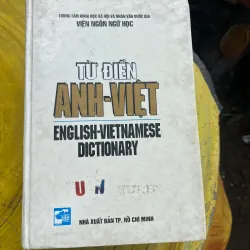 TRUNG TÂM KHOA HỌC XÃ HỘI VÀ NHÂN VĂN QUỐC GIA
VIỆN NGÔN NGỮ HỌC
TỪ ĐIỂN
ANH-VIỆT
ENGLISH-VIETNAMESE
DICTIONARY
NHÀ XUẤT BẢN TP. HỒ CHÍ MINH